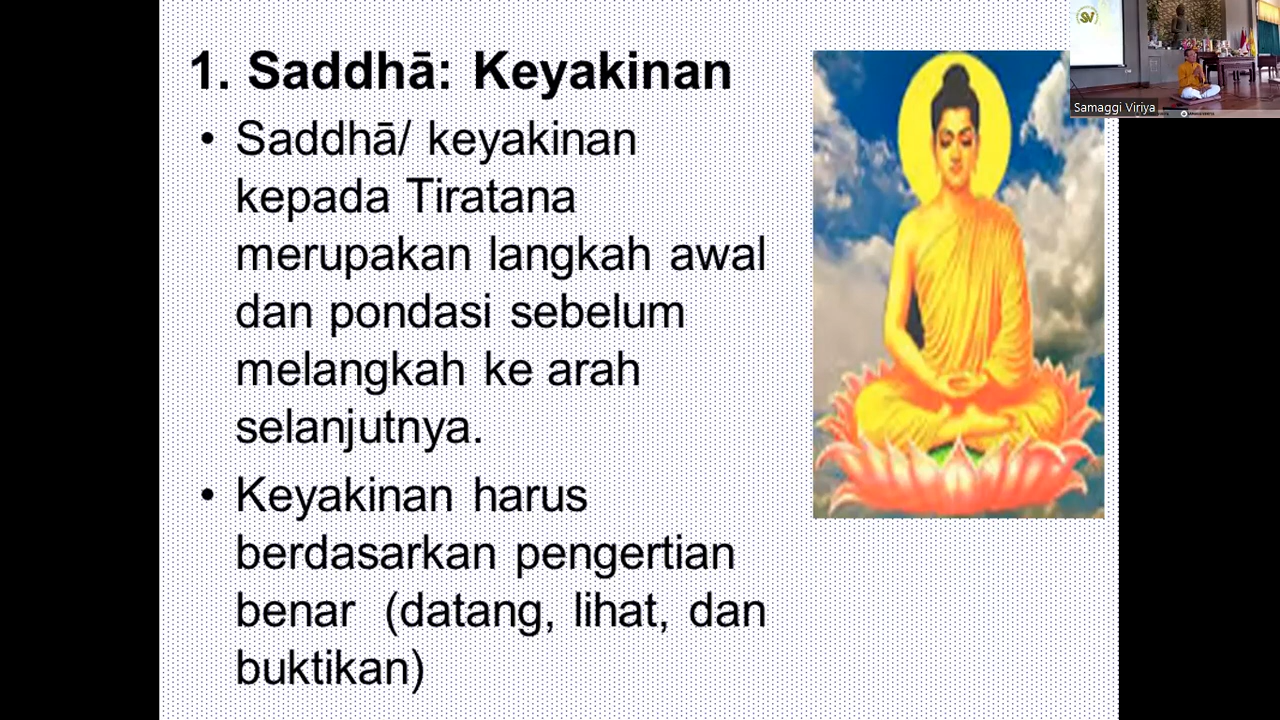 1. Saddhā: Keyakinan
• Saddhā/ keyakinan
kepada Tiratana
merupakan langkah awal
dan pondasi sebelum
melangkah ke arah
selanjutnya.
• Keyakinan harus
berdasarkan pengertian
benar (datang, lihat, dan
buktikan)
SV
Samaggi Viriya